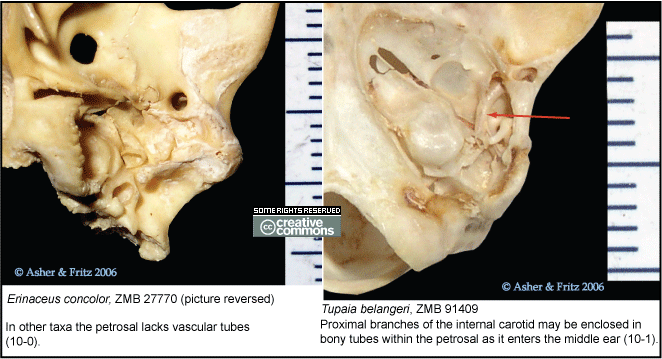 SOME RIGHTS RESERVED
cc creative
commons
© Asher & Fritz 2006
© Asher & Fritz 2006
Erinaceus concolor, ZMB 27770 (picture reversed)
In other taxa the petrosal lacks vascular tubes
(10-0).
Tupaia belangeri, ZMB 91409
Proximal branches of the internal carotid may be enclosed in
bony tubes within the petrosal as it enters the middle ear (10-1).